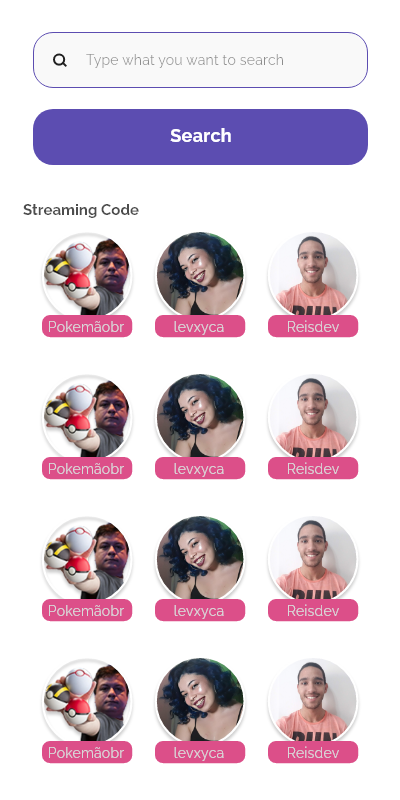 Type what you want to search
Search
Streaming Code
Pokemãobr levxyca Reisdev
Pokemãobr levxyca Reisdev
Pokemãobr levxyca Reisdev
Pokemãobr levxyca Reisdev